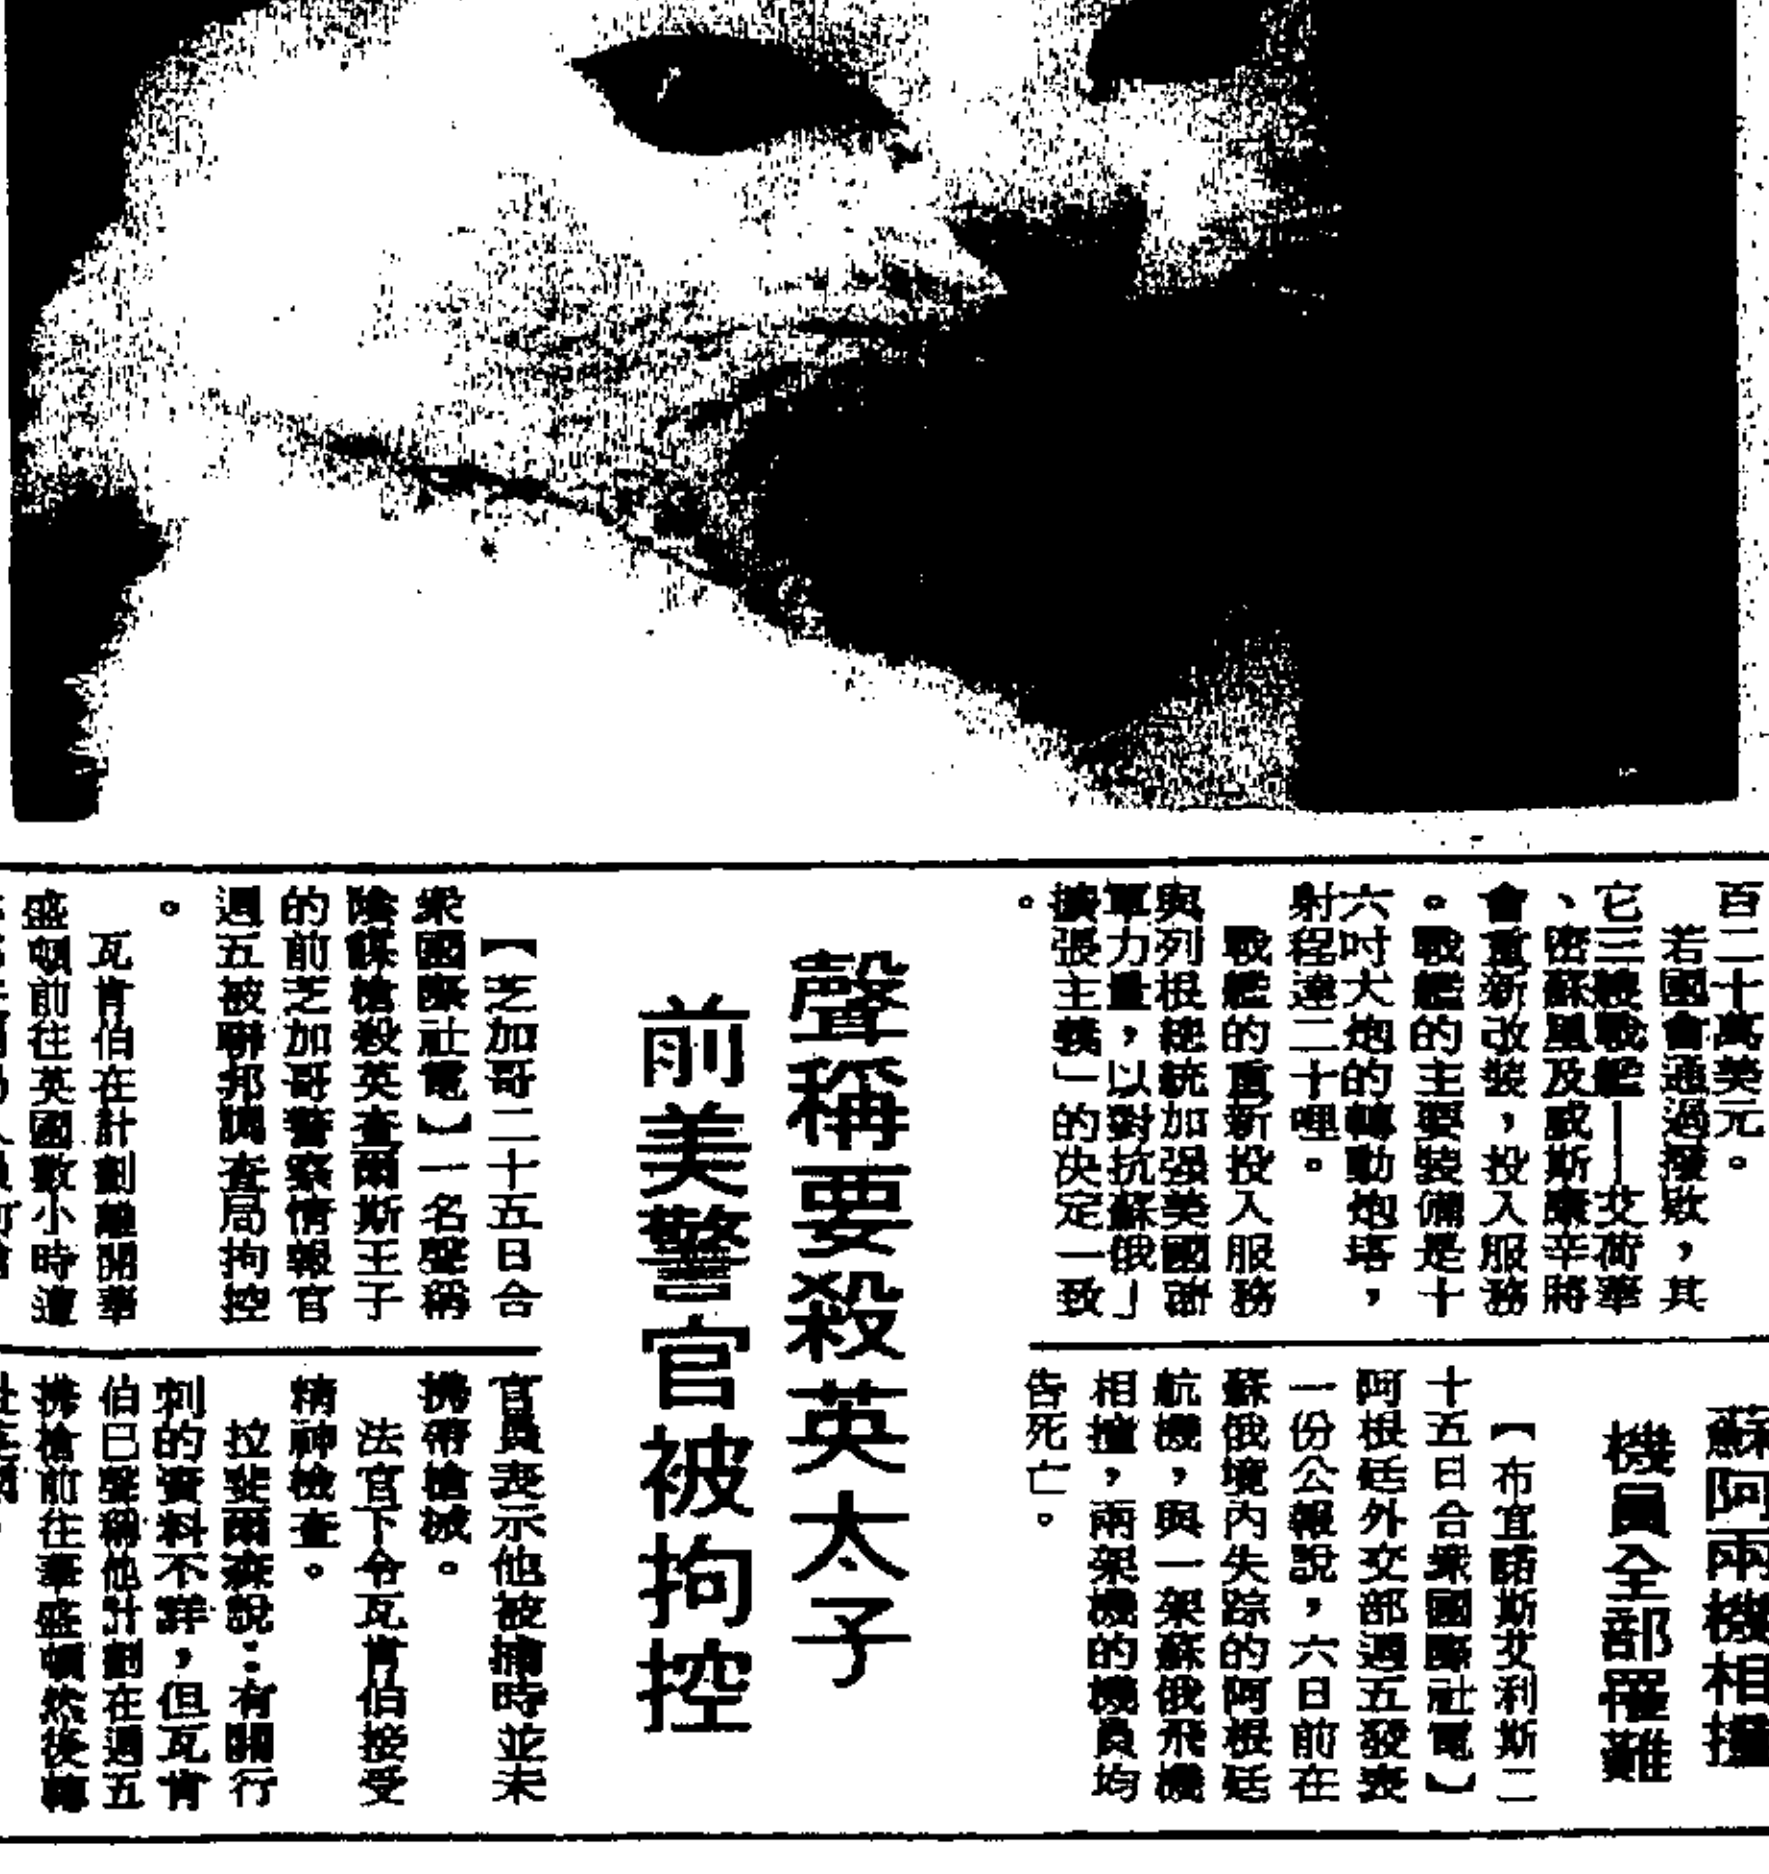 百二十萬美元。
若國會通過撥欵,其
它三艘戰艦——艾荷華
、密蘇里及威斯康辛將
會重新改裝,投入服務
。戰艦的主要裝備是十
六吋大炮的轉動炮塔,
射程達二十哩。
戰艦的重新投入服務
與列根總統加强美國諸
軍力量,以對抗蘇俄「
擴張主義」的決定一致
。
蘇阿兩機相撞
機員全部罹難
【布宜諾斯艾利斯二
十五日合衆國際社電】
阿根廷外交部週五發表
一份公報說,六日前在
蘇俄境內失踪的阿根廷
航機,與一架蘇俄飛機
相撞,兩架機的機員均
告死亡。
聲稱要殺英太子
前美警官被拘控
【芝加哥二十五日合
衆國際社電】一名聲稱
陰謀槍殺英查爾斯王子
的前芝加哥警察情報官
週五被聯邦調查局拘控
。
瓦肯伯在計劃離開華
盛頓前往英國數小時遭
官員表示他被捕時並未
携帶槍械。
法官下令瓦肯伯接受
精神檢查。
拉斐爾森說:有關行
刺的資料不詳,但瓦肯
伯已聲稱他計劃在週五
携槍前往華盛頓然後轉